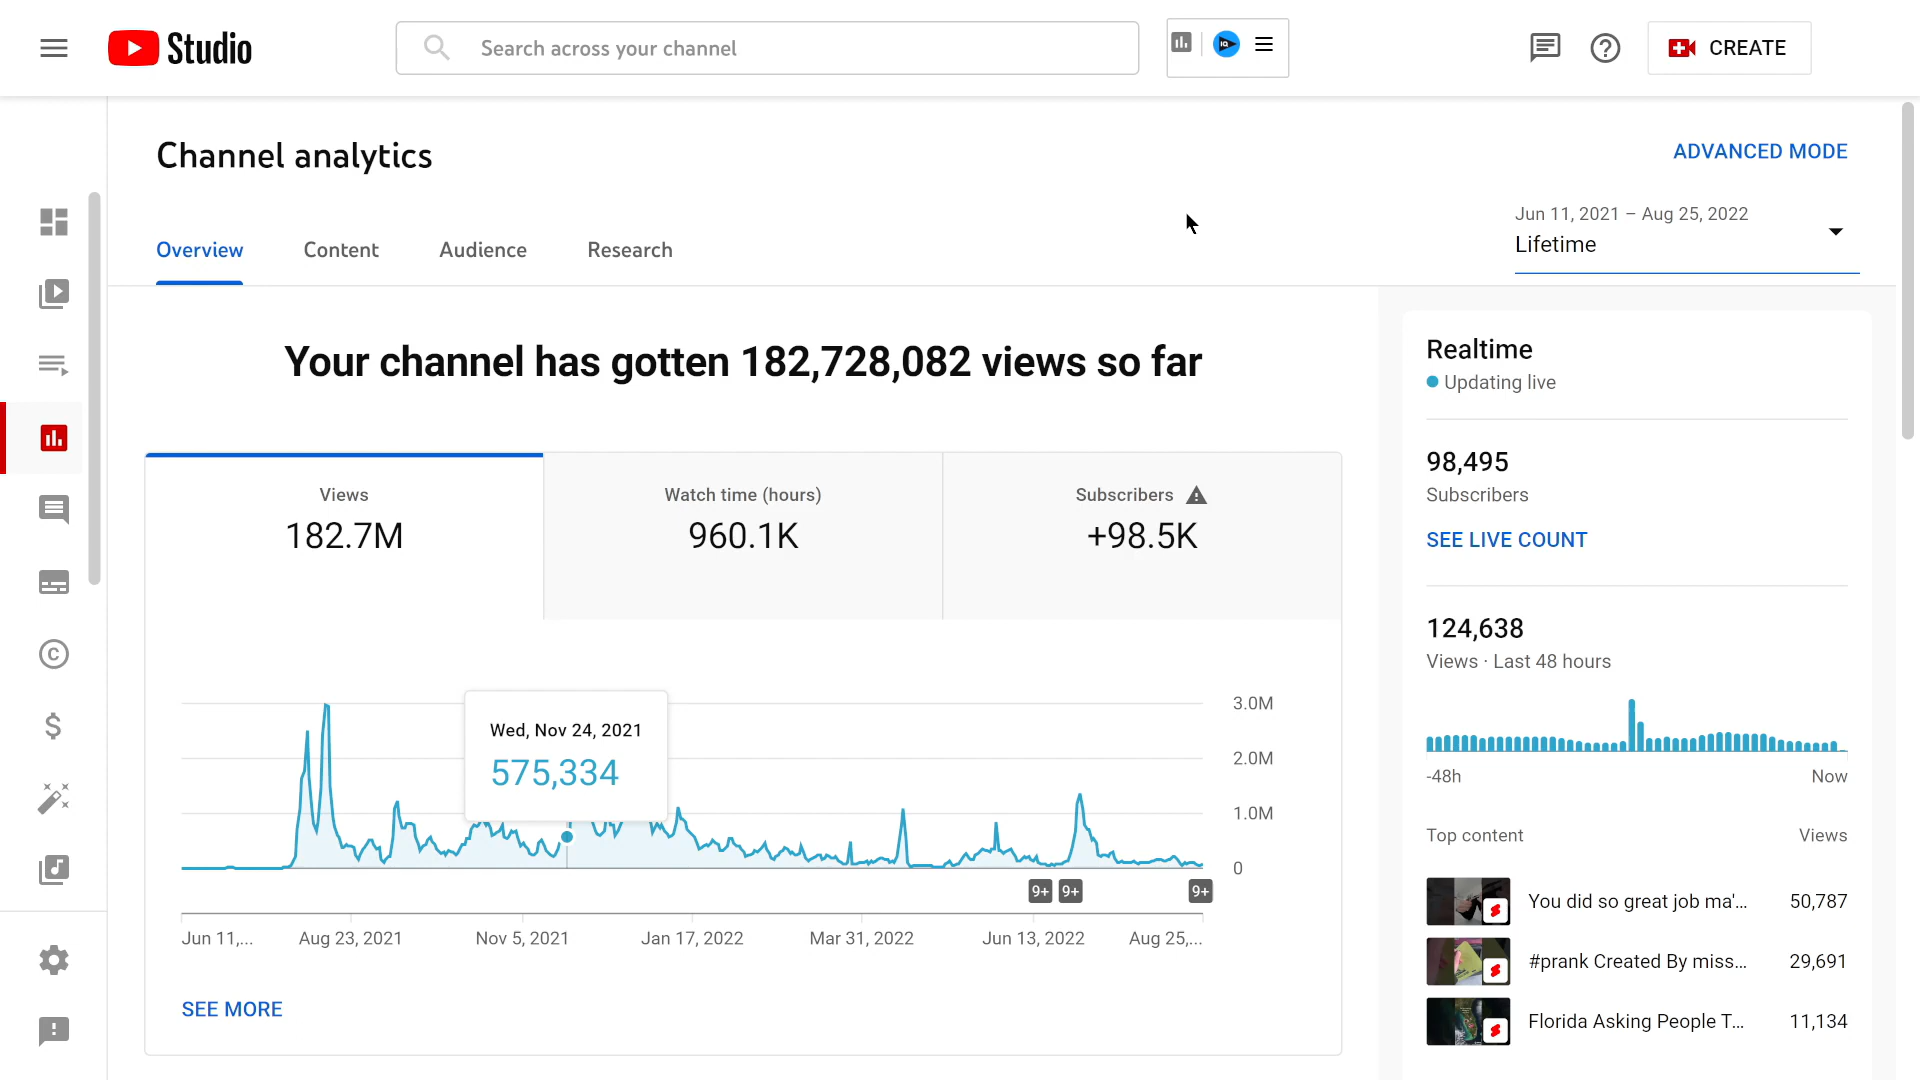 Studio
Search across your channel
CREATE
Channel analytics
ADVANCED MODE
Jun 11, 2021 – Aug 25, 2022
Lifetime
Overview
Content
Audience
Research
Your channel has gotten 182,728,082 views so far
Views
182.7M
Watch time (hours)
960.1K
Subscribers
+98.5K
3.0M
2.0M
1.0M
0
Wed, Nov 24, 2021
575,334
9+
9+
9+
Jun 11,...
Aug 23, 2021
Nov 5, 2021
Jan 17, 2022
Mar 31, 2022
Jun 13, 2022
Aug 25,...
SEE MORE
Realtime
Updating live
98,495
Subscribers
SEE LIVE COUNT
124,638
Views · Last 48 hours
-48h
Now
Top content
Views
You did so great job ma'...
50,787
#prank Created By miss...
29,691
Florida Asking People T...
11,134